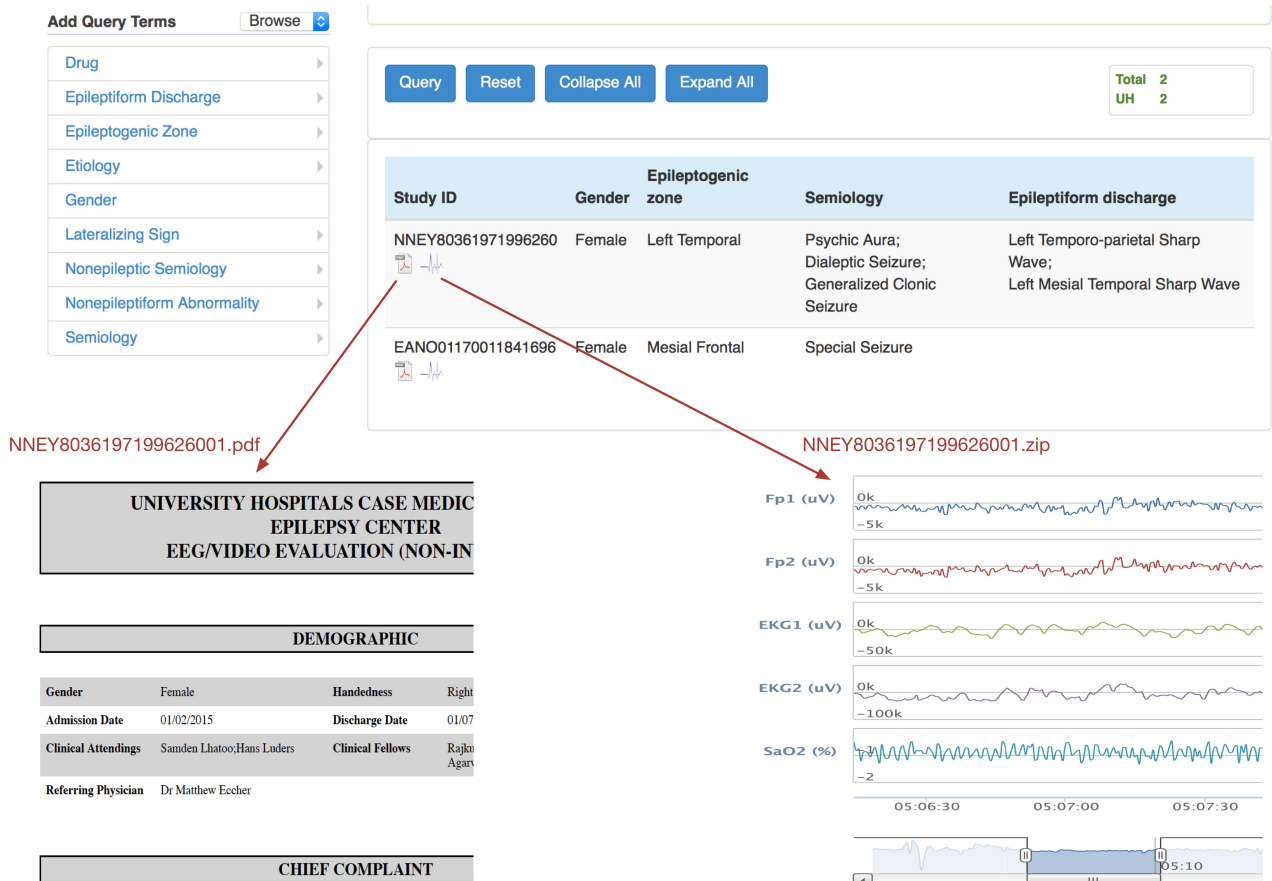 Add Query Terms Browse
Drug
Epileptiform Discharge
Epileptogenic Zone
Etiology
Gender
Lateralizing Sign
Nonepileptic Semiology
Nonepileptiform Abnormality
Semiology
Query Reset Collapse All Expand All
Total 2
UH 2
Study ID Gender Epileptogenic zone Semiology Epileptiform discharge
NNEY80361971996260 Female Left Temporal Psychic Aura; Left Temporo-parietal Sharp
Dialeptic Seizure; Wave;
Generalized Clonic Left Mesial Temporal Sharp Wave
Seizure
EANO01170011841696 Female Mesial Frontal Special Seizure
NNEY8036197199626001.pdf
NNEY8036197199626001.zip
UNIVERSITY HOSPITALS CASE MEDIC
EPILEPSY CENTER
EEG/VIDEO EVALUATION (NON-IN
DEMOGRAPHIC
Gender Female Handedness Right
Admission Date 01/02/2015 Discharge Date 01/07
Clinical Attendings Samden Lhatoo;Hans Luders Clinical Fellows Rajku
Agarv
Referring Physician Dr Matthew Eccher
CHIEF COMPLAINT
Fp1 (uV) 0k
-5k
Fp2 (uV) 0k
-5k
EKG1 (uV) 0k
-50k
EKG2 (uV) 0k
-100k
SaO2 (%) -1
-2
05:06:30 05:07:00 05:07:30
05:10